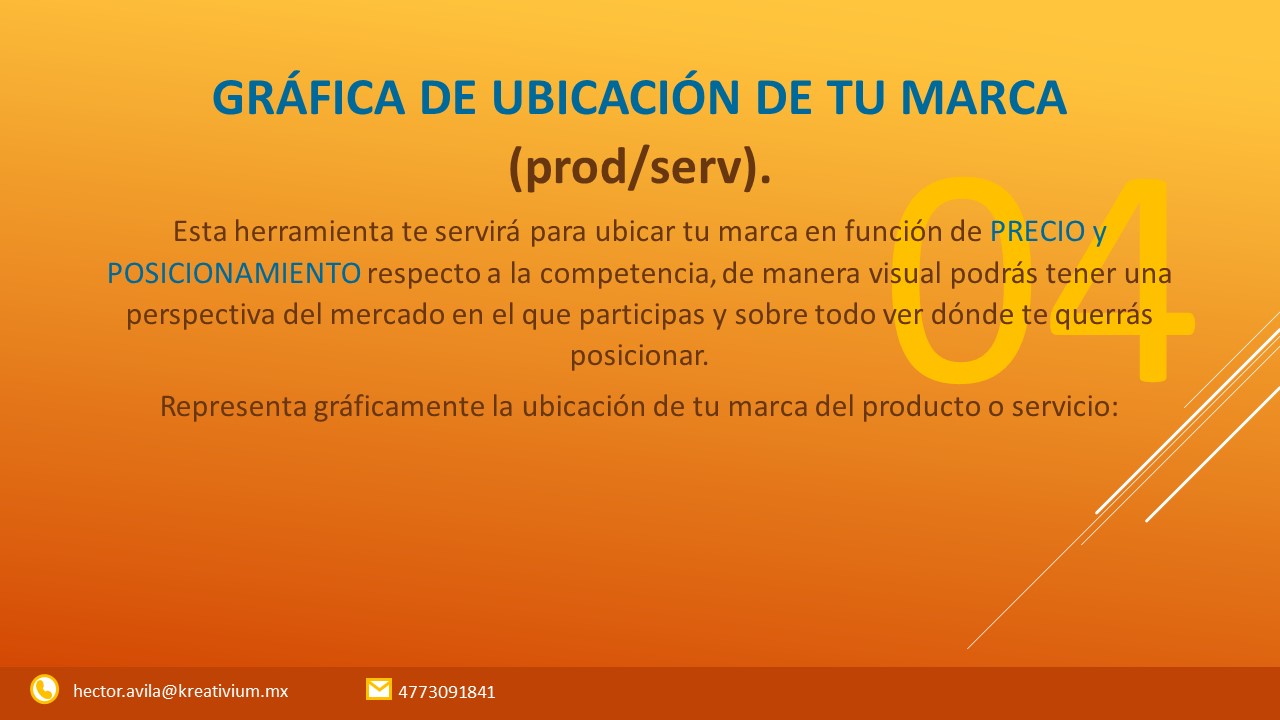 GRÁFICA DE UBICACIÓN DE TU MARCA
(prod/serv).
04
Esta herramienta te servirá para ubicar tu marca en función de PRECIO y
POSICIONAMIENTO respecto a la competencia, de manera visual podrás tener una
perspectiva del mercado en el que participas y sobre todo ver dónde te querrás
posicionar.
Representa gráficamente la ubicación de tu marca del producto o servicio:
hector.avila@kreativium.mx 4773091841